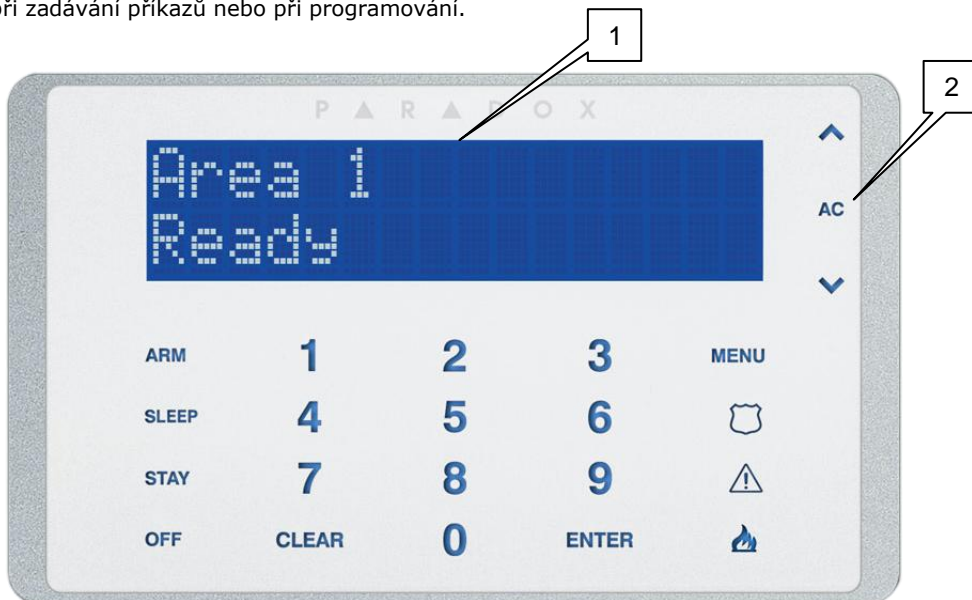 při zadávání příkazů nebo při programování.
1
2
PARADOX
Area 1
Ready
AC
ARM 1 2 3 MENU
SLEEP 4 5 6
STAY 7 8 9
OFF CLEAR 0 ENTER